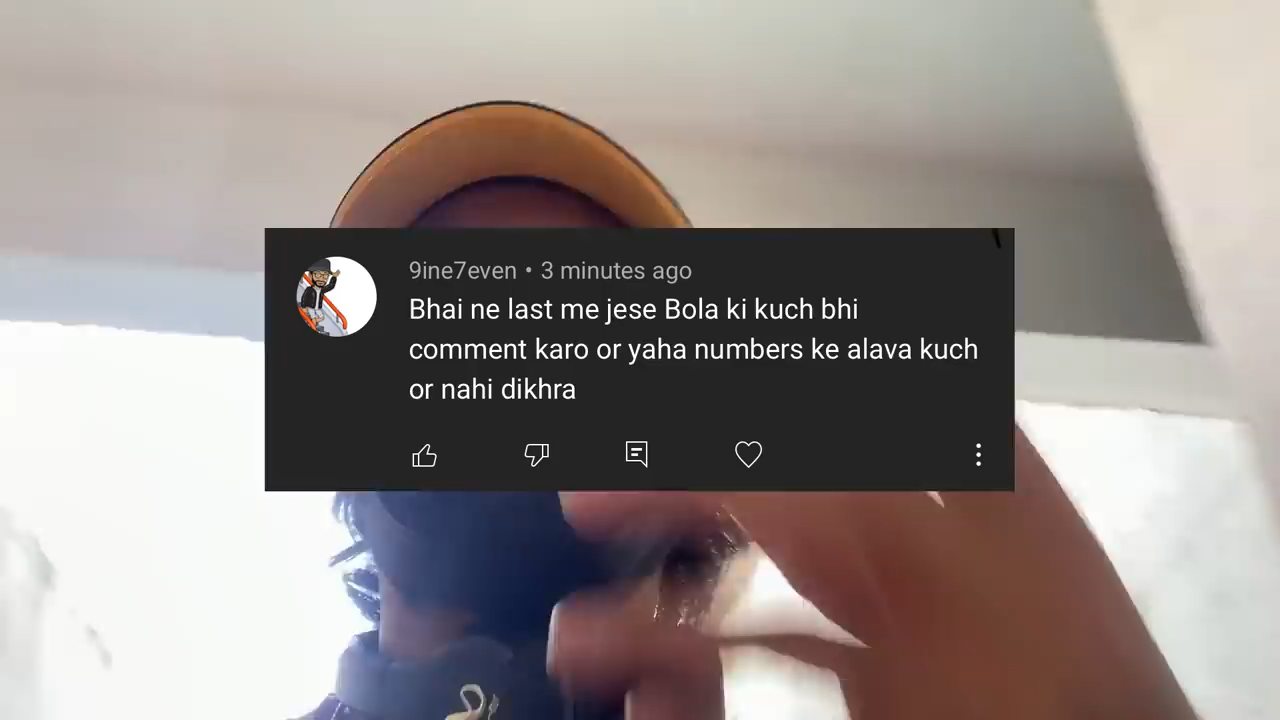 9ine7even • 3 minutes ago
Bhai ne last me jese Bola ki kuch bhi
comment karo or yaha numbers ke alava kuch
or nahi dikhra